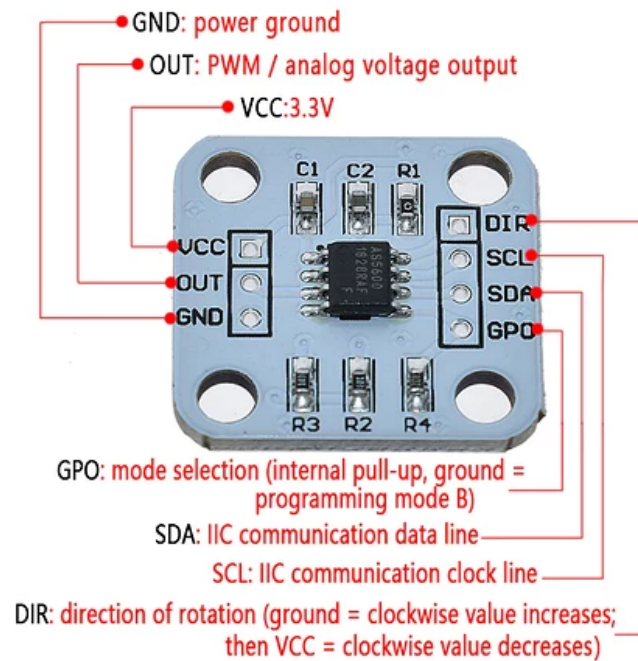 GND: power ground
OUT: PWM / analog voltage output
VCC:3.3V
C1 C2 R1
VCC
OUT
GND
AS5600
1828RAF
F
DIR
SCL
SDA
GPO
R3 R2 R4
GPO: mode selection (internal pull-up, ground =
programming mode B)
SDA: IIC communication data line
SCL: IIC communication clock line
DIR: direction of rotation (ground = clockwise value increases;
then VCC = clockwise value decreases)